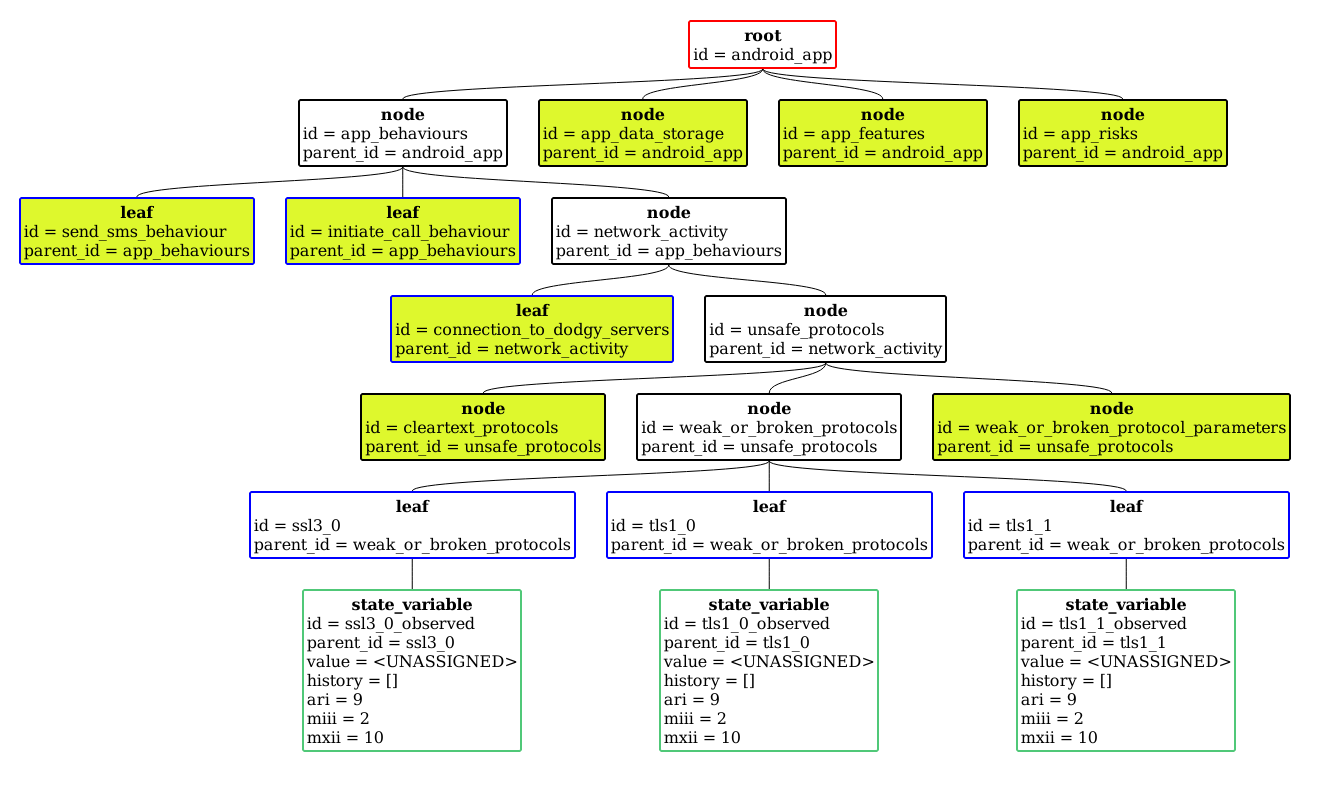 root
id = android_app
node
id = app_behaviours
parent_id = android_app
node
id = app_data_storage
parent_id = android_app
node
id = app_features
parent_id = android_app
node
id = app_risks
parent_id = android_app
leaf
id = send_sms_behaviour
parent_id = app_behaviours
leaf
id = initiate_call_behaviour
parent_id = app_behaviours
node
id = network_activity
parent_id = app_behaviours
leaf
id = connection_to_dodgy_servers
parent_id = network_activity
node
id = unsafe_protocols
parent_id = network_activity
node
id = cleartext_protocols
parent_id = unsafe_protocols
node
id = weak_or_broken_protocols
parent_id = unsafe_protocols
node
id = weak_or_broken_protocol_parameters
parent_id = unsafe_protocols
leaf
id = ssl3_0
parent_id = weak_or_broken_protocols
leaf
id = tls1_0
parent_id = weak_or_broken_protocols
leaf
id = tls1_1
parent_id = weak_or_broken_protocols
state_variable
id = ssl3_0_observed
parent_id = ssl3_0
value = <UNASSIGNED>
history = []
ari = 9
miii = 2
mxii = 10
state_variable
id = tls1_0_observed
parent_id = tls1_0
value = <UNASSIGNED>
history = []
ari = 9
miii = 2
mxii = 10
state_variable
id = tls1_1_observed
parent_id = tls1_1
value = <UNASSIGNED>
history = []
ari = 9
miii = 2
mxii = 10